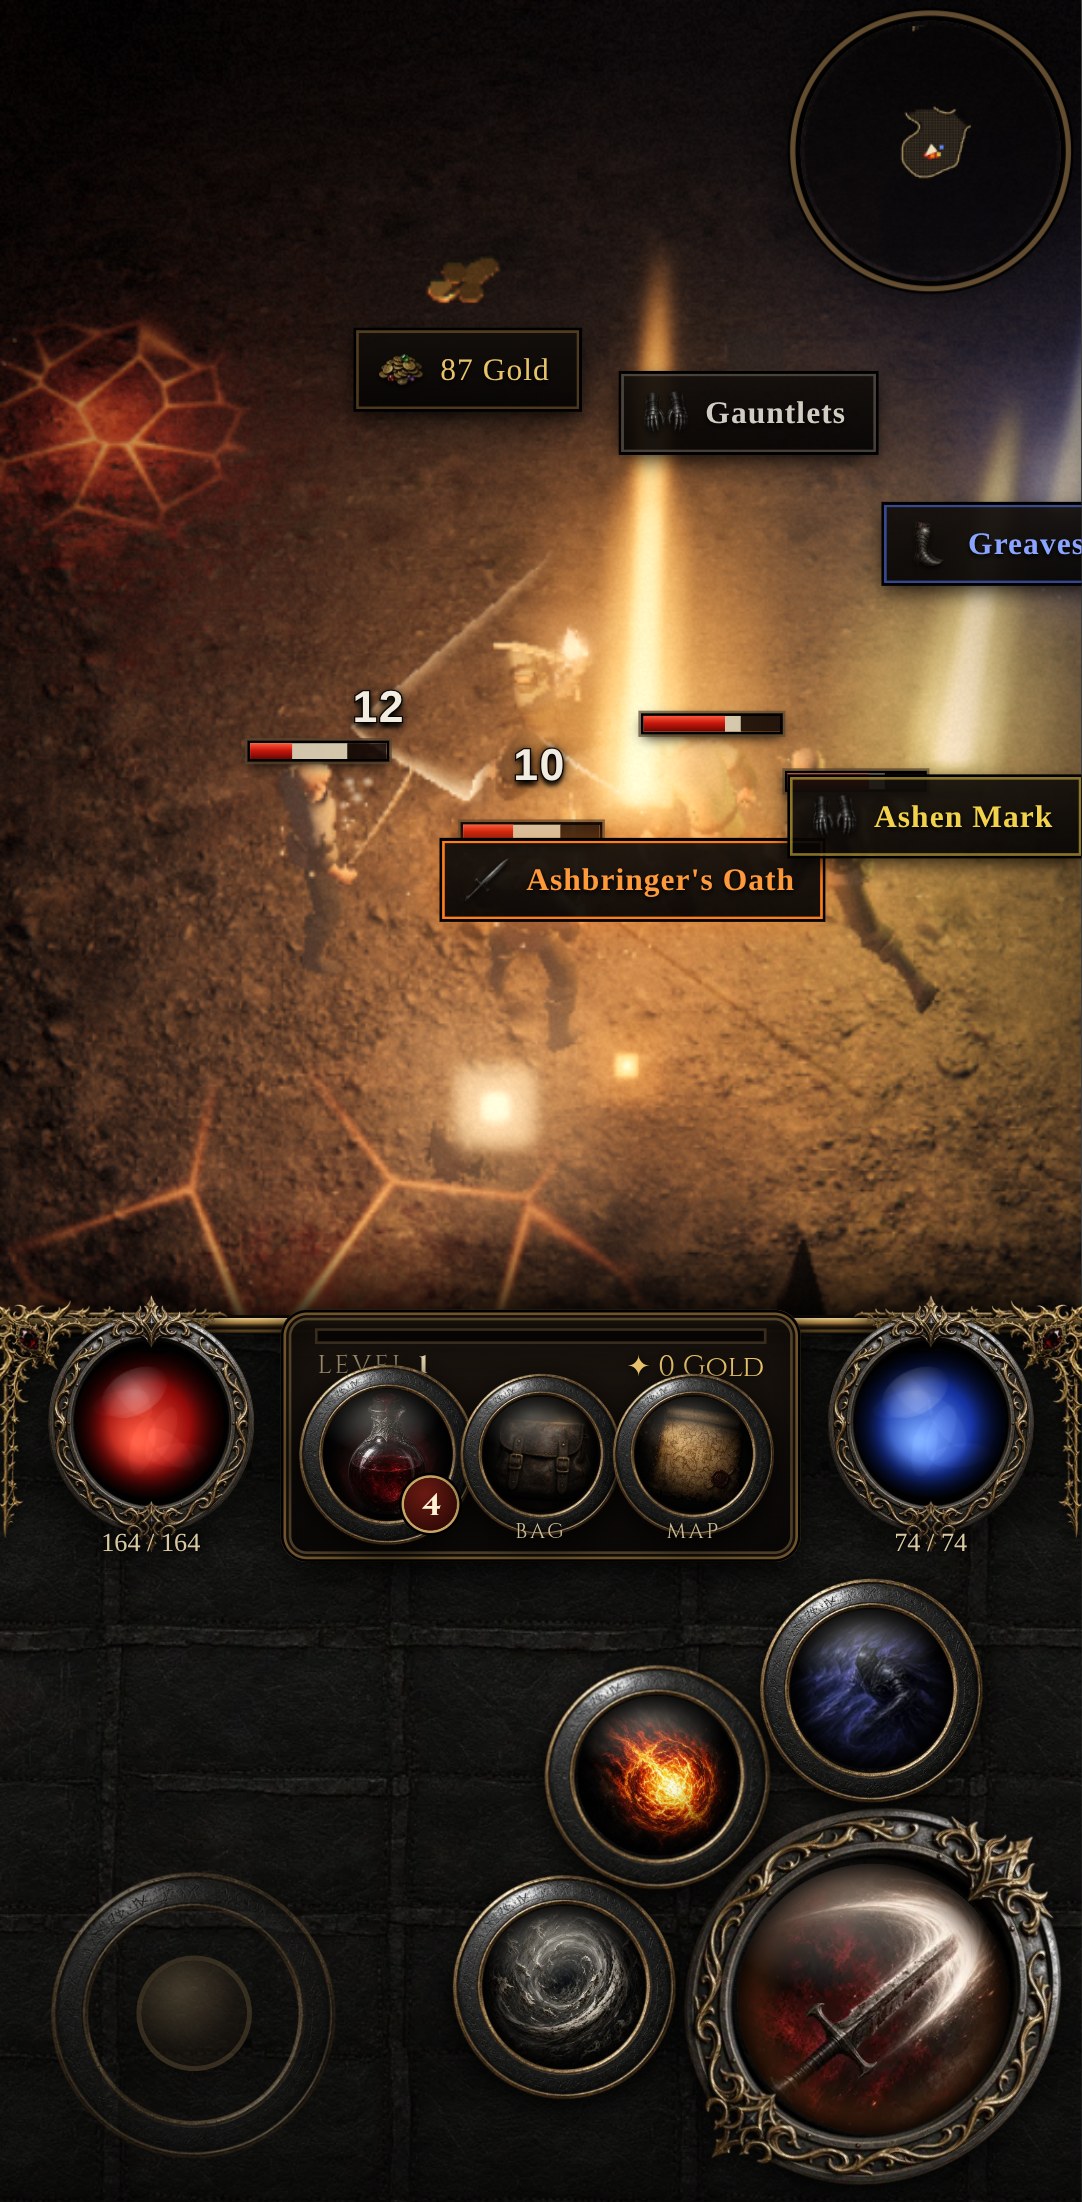 87 Gold
Gauntlets
Greaves
12
10
Ashen Mark
Ashbringer's Oath
LEVEL 1
0 GOLD
4
BAG
MAP
164 / 164
74 / 74